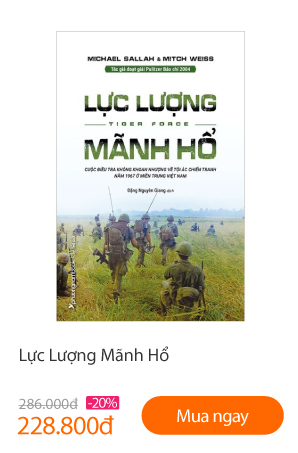 MICHAEL SALLAH & MITCH WEISS
Tác giả đoạt giải Pulitzer Báo chí 2004
LỰC LƯỢNG
TIGER FORCE
MÃNH HỔ
CUỘC ĐIỀU TRA KHÔNG KHOAN NHƯỢNG VỀ TỘI ÁC CHIẾN TRANH
NĂM 1967 Ở MIỀN TRUNG VIỆT NAM
Đặng Nguyên Giang dịch
Lực Lượng Mãnh Hổ
286.000đ -20%
228.800đ
Mua ngay